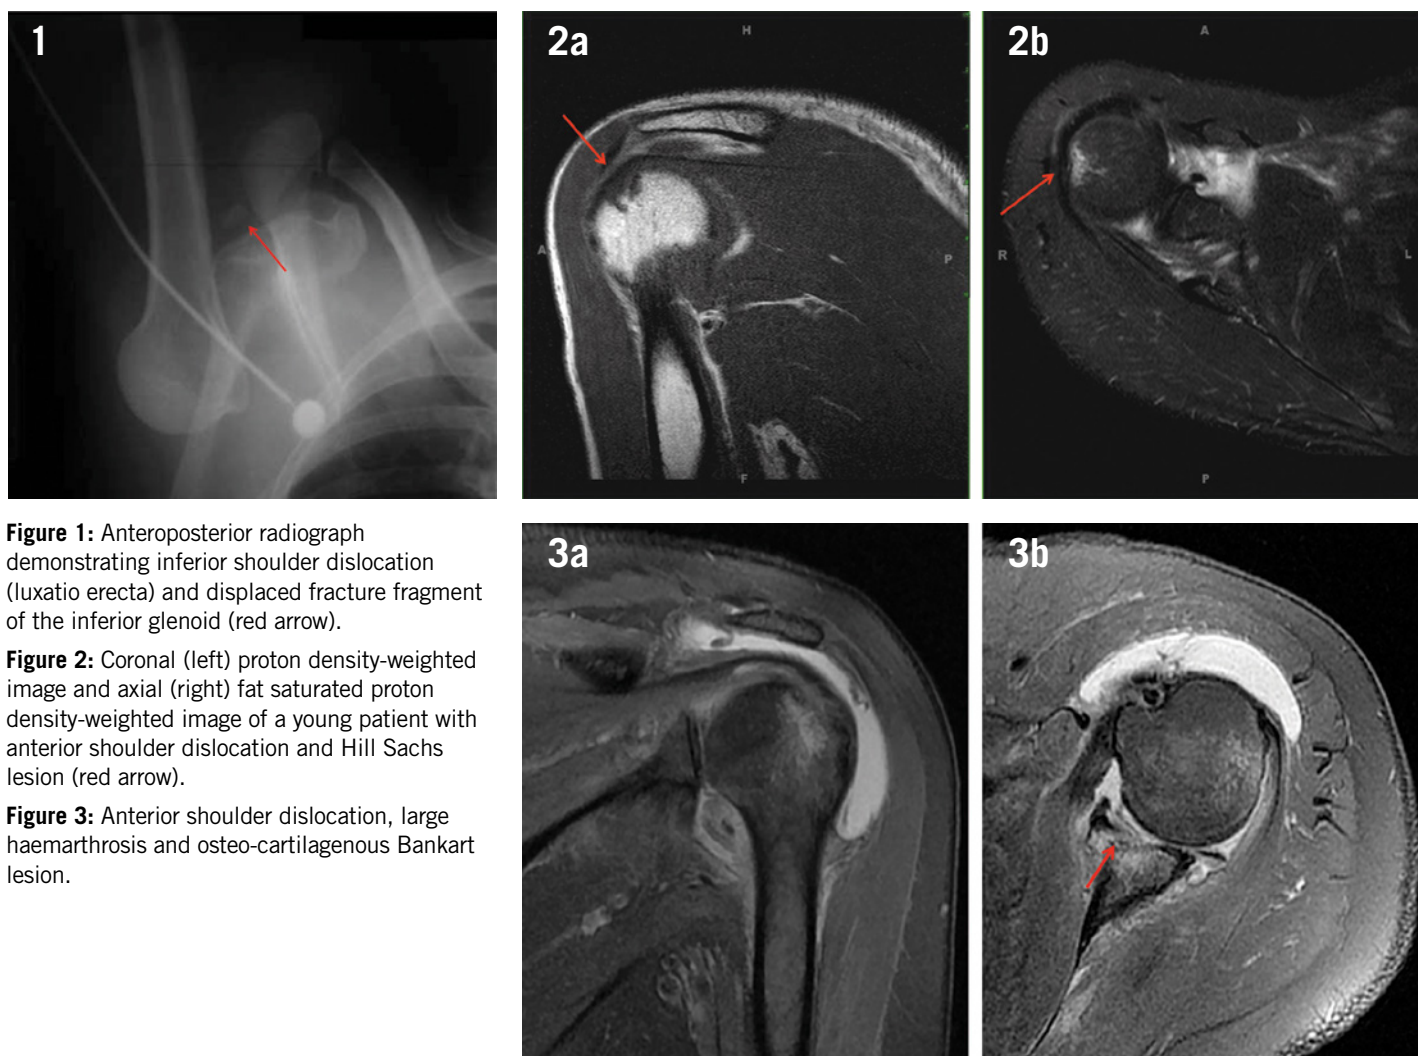 1
2a
H
A
P
F
2b
A
R
L
P
Figure 1: Anteroposterior radiograph
demonstrating inferior shoulder dislocation
(luxatio erecta) and displaced fracture fragment
of the inferior glenoid (red arrow).
Figure 2: Coronal (left) proton density-weighted
image and axial (right) fat saturated proton
density-weighted image of a young patient with
anterior shoulder dislocation and Hill Sachs
lesion (red arrow).
Figure 3: Anterior shoulder dislocation, large
haemarthrosis and osteo-cartilagenous Bankart
lesion.
3a
3b